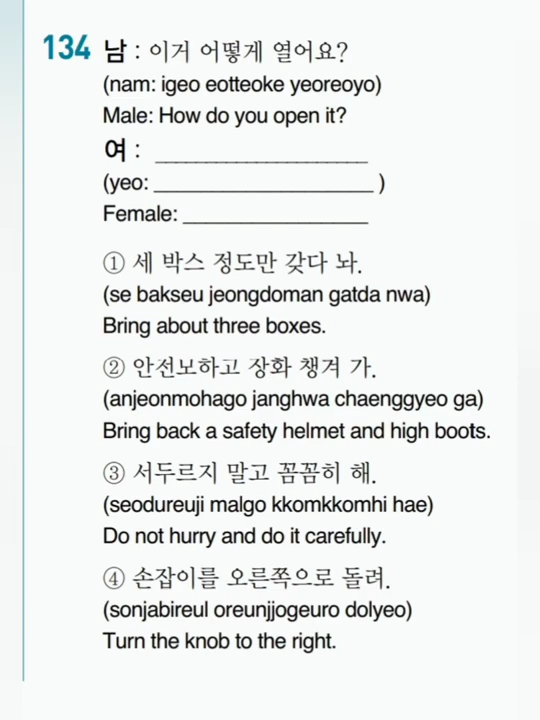 134 남 : 이거 어떻게 열어요?
(nam: igeo eotteoke yeoreoyo)
Male: How do you open it?
여 : ____________________
(yeo: ____________________ )
Female: _________________
① 세 박스 정도만 갖다 놔.
(se bakseu jeongdoman gatda nwa)
Bring about three boxes.
② 안전모하고 장화 챙겨 가.
(anjeonmohago janghwa chaenggyeo ga)
Bring back a safety helmet and high boots.
③ 서두르지 말고 꼼꼼히 해.
(seodureuji malgo kkomkkomhi hae)
Do not hurry and do it carefully.
④ 손잡이를 오른쪽으로 돌려.
(sonjabireul oreunjjogeuro dolyeo)
Turn the knob to the right.